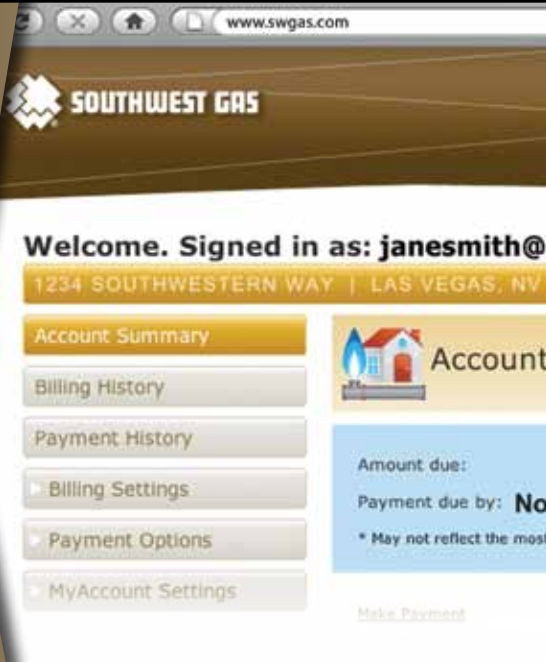 www.swgas.com
SOUTHWEST GAS
Welcome. Signed in as: janesmith@
1234 SOUTHWESTERN WAY | LAS VEGAS, NV
Account Summary
Billing History
Payment History
Billing Settings
Payment Options
MyAccount Settings
Account
Amount due:
Payment due by: No
* May not reflect the most
Make Payment